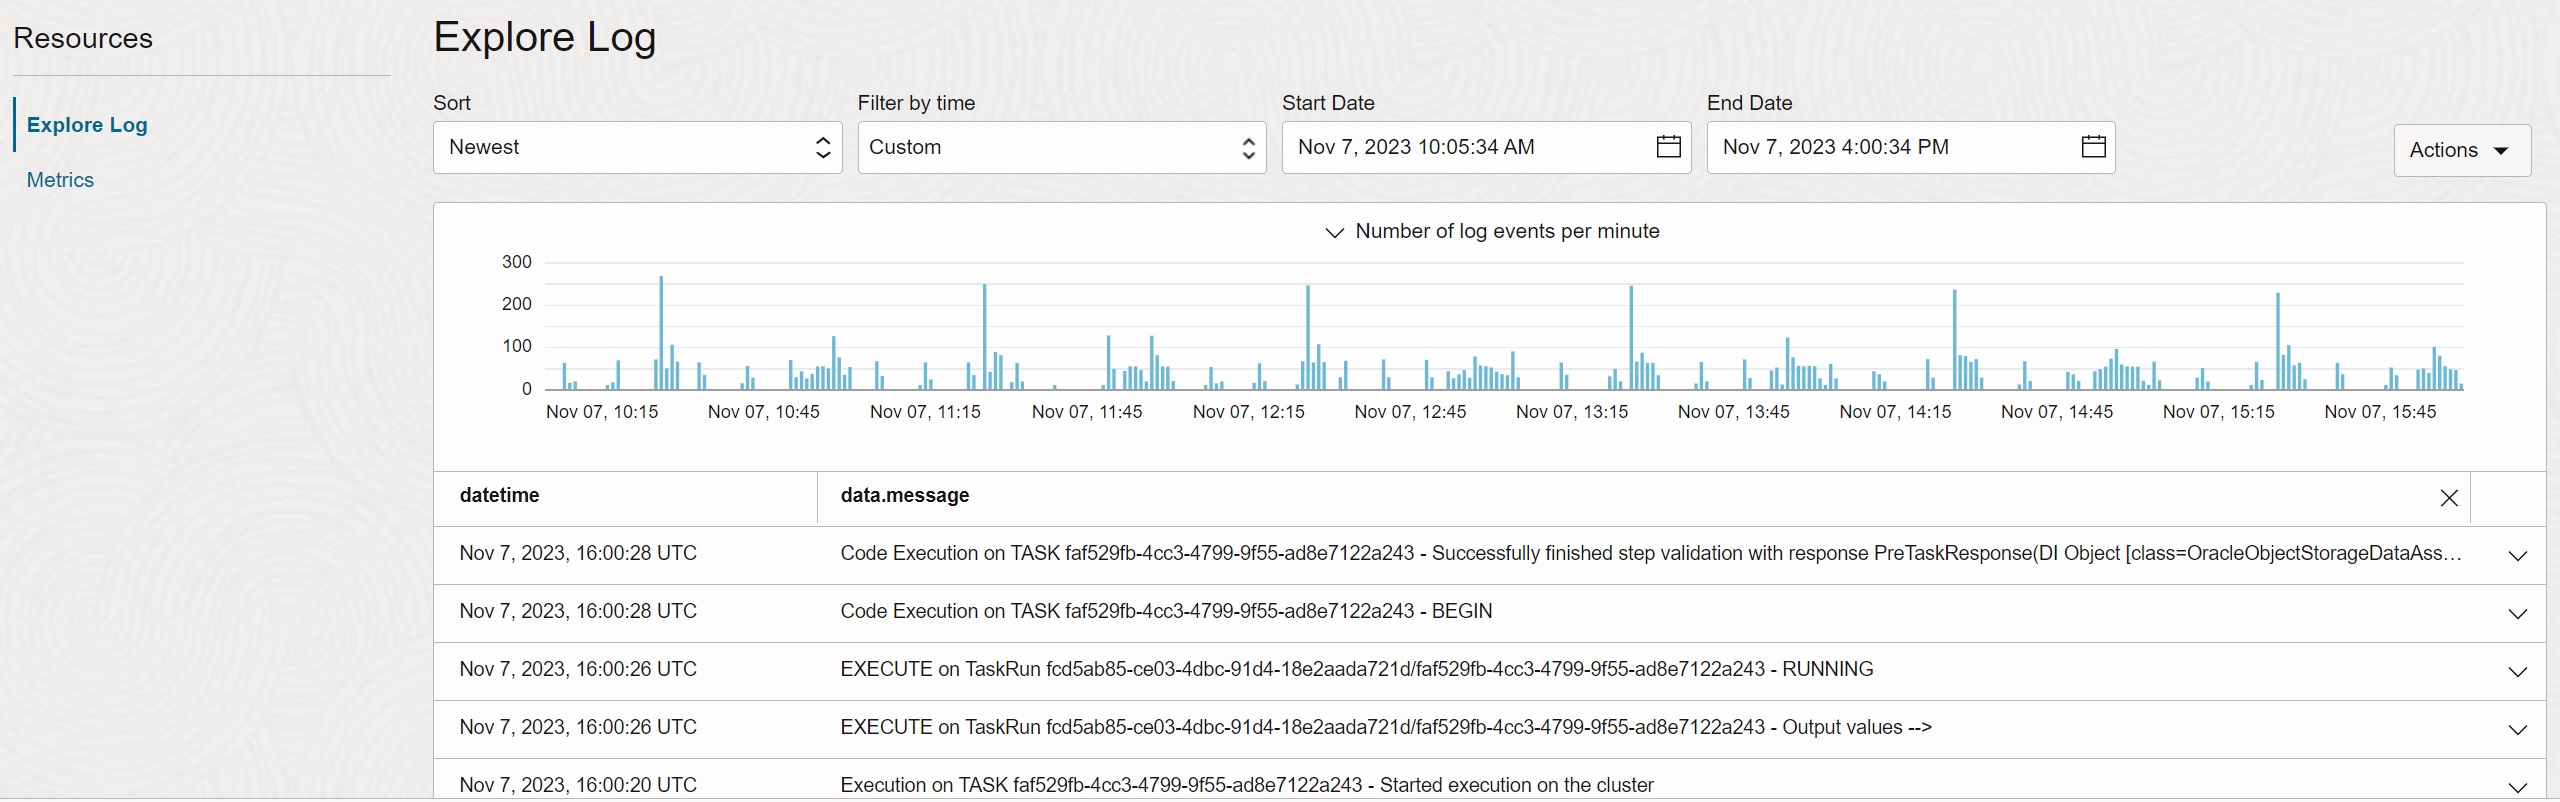 Resources
Explore Log
Metrics
Explore Log
Sort
Filter by time
Start Date
End Date
Newest
Custom
Nov 7, 2023 10:05:34 AM
Nov 7, 2023 4:00:34 PM
Actions
Number of log events per minute
300
200
100
0
Nov 07, 10:15 Nov 07, 10:45 Nov 07, 11:15 Nov 07, 11:45 Nov 07, 12:15 Nov 07, 12:45 Nov 07, 13:15 Nov 07, 13:45 Nov 07, 14:15 Nov 07, 14:45 Nov 07, 15:15 Nov 07, 15:45
datetime data.message
Nov 7, 2023, 16:00:28 UTC Code Execution on TASK faf529fb-4cc3-4799-9f55-ad8e7122a243 - Successfully finished step validation with response PreTaskResponse(DI Object [class=OracleObjectStorageDataAss...
Nov 7, 2023, 16:00:28 UTC Code Execution on TASK faf529fb-4cc3-4799-9f55-ad8e7122a243 - BEGIN
Nov 7, 2023, 16:00:26 UTC EXECUTE on TaskRun fcd5ab85-ce03-4dbc-91d4-18e2aada721d/faf529fb-4cc3-4799-9f55-ad8e7122a243 - RUNNING
Nov 7, 2023, 16:00:26 UTC EXECUTE on TaskRun fcd5ab85-ce03-4dbc-91d4-18e2aada721d/faf529fb-4cc3-4799-9f55-ad8e7122a243 - Output values -->
Nov 7, 2023, 16:00:20 UTC Execution on TASK faf529fb-4cc3-4799-9f55-ad8e7122a243 - Started execution on the cluster